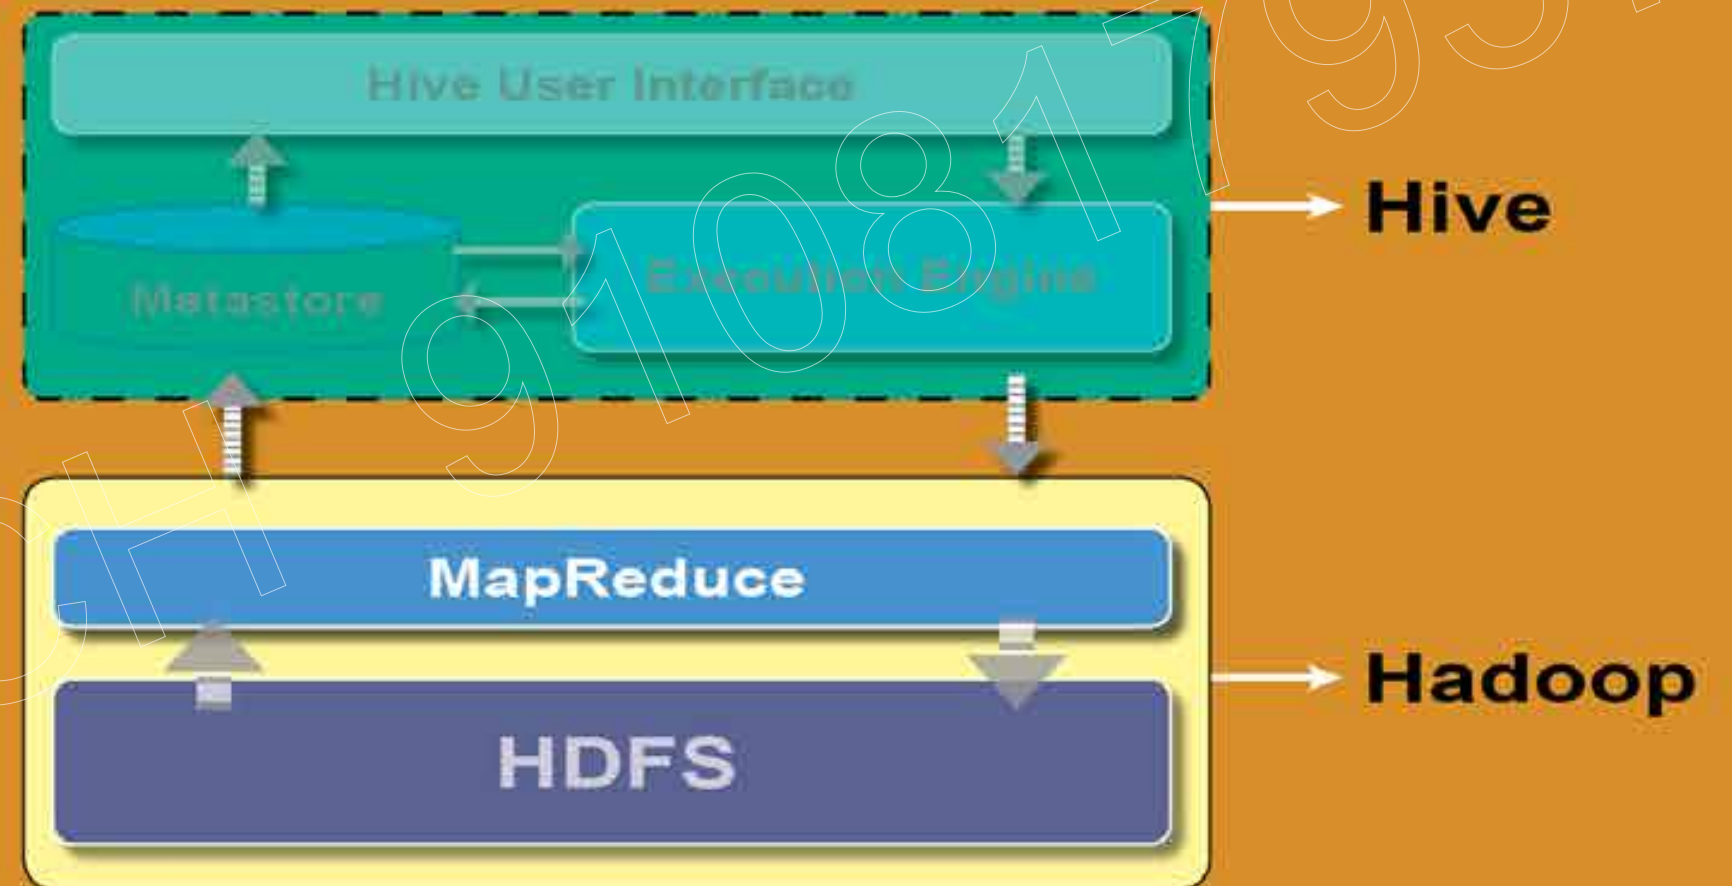 Hive User Interface
Hive
Metastore
Execution Engine
MapReduce
Hadoop
HDFS